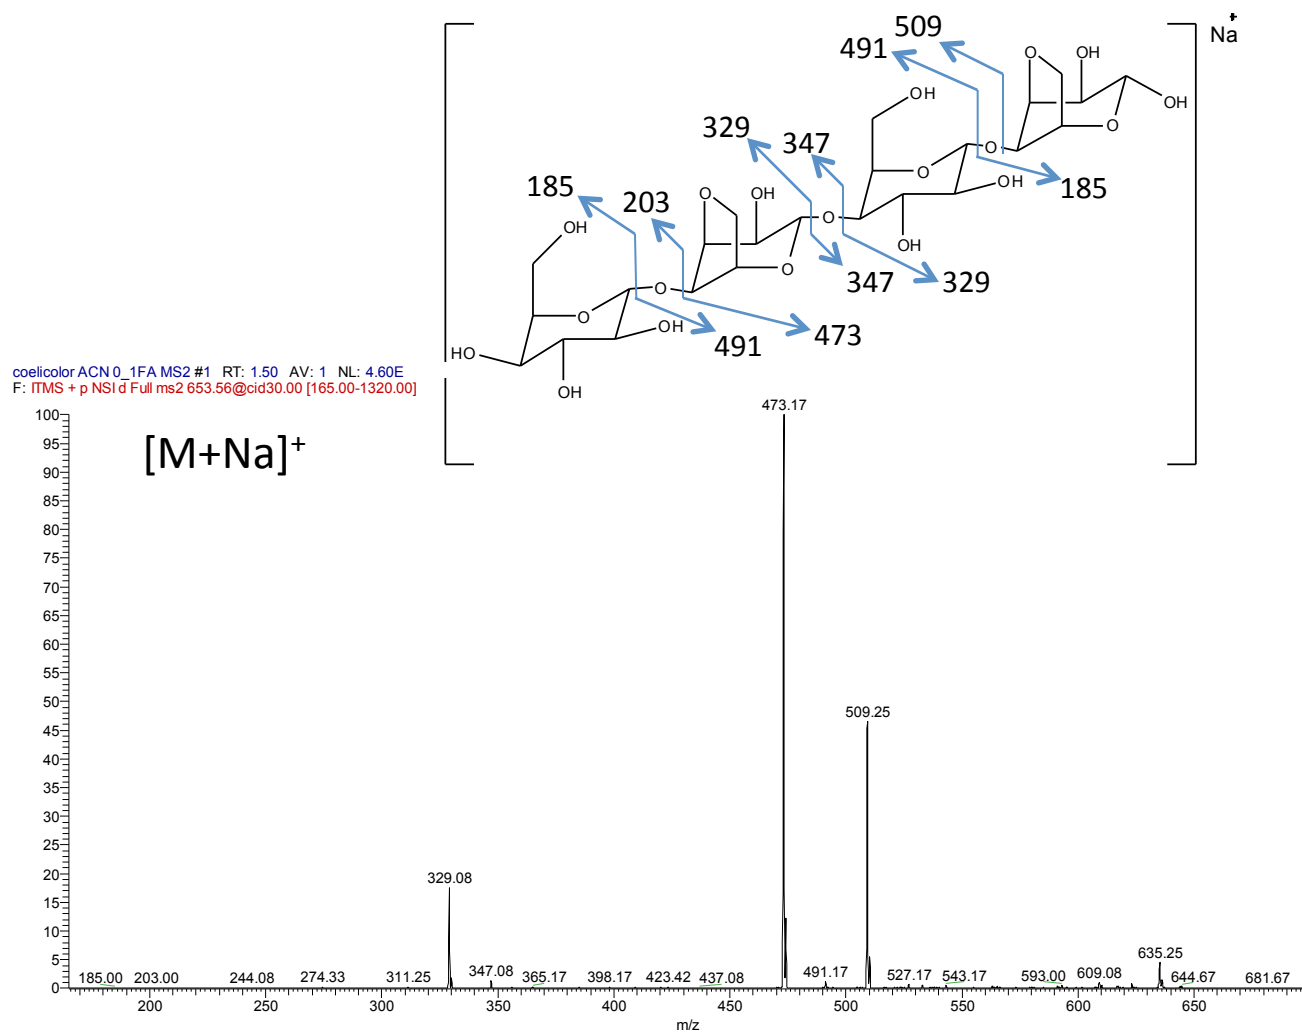 Na+
509
491
OH
O
OH
OH
O
OH
O
185
O
OH
OH
329
347
O
OH
O
O
347
329
185
203
OH
O
O
OH
HO
OH
491
473
coelicolor ACN 0_1FA MS2 #1 RT: 1.50 AV: 1 NL: 4.60E
F: ITMS + p NSI d Full ms2 653.56@cid30.00 [165.00-1320.00]
[M+Na]+
100
95
90
85
80
75
70
65
60
55
50
45
40
35
30
25
20
15
10
5
0
473.17
509.25
329.08
635.25
185.00 203.00 244.08 274.33 311.25 347.08 365.17 398.17 423.42 437.08 491.17 527.17 543.17 593.00 609.08 644.67 681.67
200 250 300 350 400 450 500 550 600 650
m/z